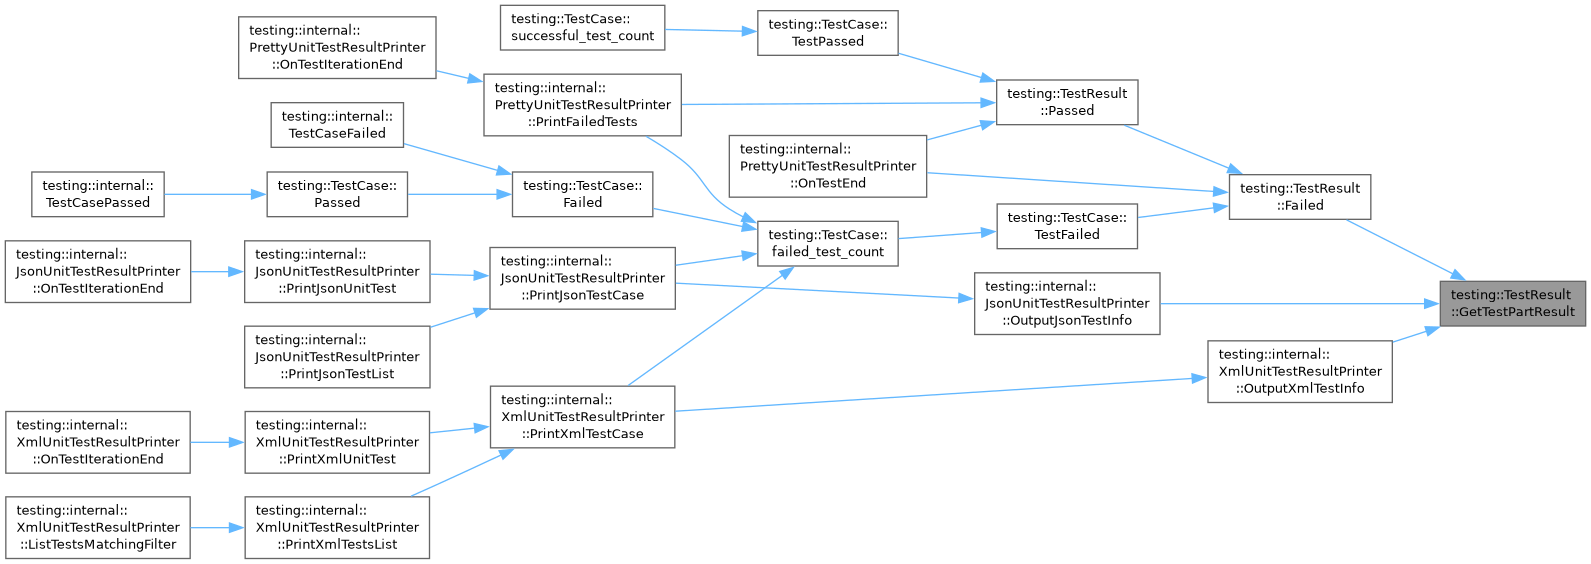 testing::TestCase::
successful_test_count
testing::TestCase::
TestPassed
testing::internal::
PrettyUnitTestResultPrinter
::OnTestIterationEnd
testing::internal::
PrettyUnitTestResultPrinter
::PrintFailedTests
testing::TestResult
::Passed
testing::internal::
TestCaseFailed
testing::internal::
PrettyUnitTestResultPrinter
::OnTestEnd
testing::internal::
TestCasePassed
testing::TestCase::
Passed
testing::TestCase::
Failed
testing::TestResult
::Failed
testing::TestCase::
TestFailed
testing::TestCase::
failed_test_count
testing::internal::
JsonUnitTestResultPrinter
::OnTestIterationEnd
testing::internal::
JsonUnitTestResultPrinter
::PrintJsonUnitTest
testing::internal::
JsonUnitTestResultPrinter
::PrintJsonTestCase
testing::internal::
JsonUnitTestResultPrinter
::OutputJsonTestInfo
testing::TestResult
::GetTestPartResult
testing::internal::
JsonUnitTestResultPrinter
::PrintJsonTestList
testing::internal::
XmlUnitTestResultPrinter
::OutputXmlTestInfo
testing::internal::
XmlUnitTestResultPrinter
::PrintXmlTestCase
testing::internal::
XmlUnitTestResultPrinter
::OnTestIterationEnd
testing::internal::
XmlUnitTestResultPrinter
::PrintXmlUnitTest
testing::internal::
XmlUnitTestResultPrinter
::ListTestsMatchingFilter
testing::internal::
XmlUnitTestResultPrinter
::PrintXmlTestsList